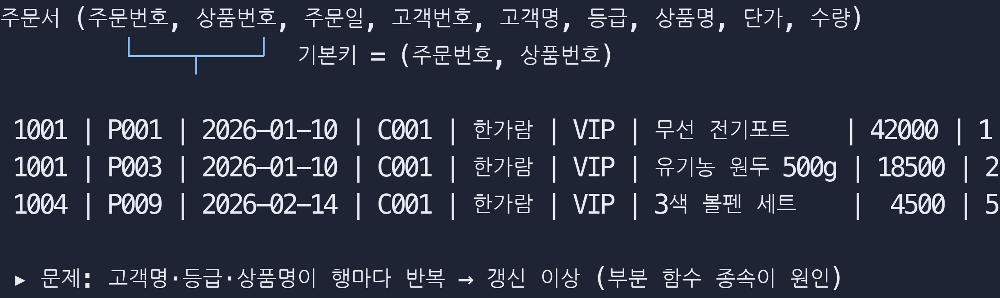 주문서 (주문번호, 상품번호, 주문일, 고객번호, 고객명, 등급, 상품명, 단가, 수량)
기본키 = (주문번호, 상품번호)
1001 | P001 | 2026-01-10 | C001 | 한가람 | VIP | 무선 전기포트 | 42000 | 1
1001 | P003 | 2026-01-10 | C001 | 한가람 | VIP | 유기농 원두 500g | 18500 | 2
1004 | P009 | 2026-02-14 | C001 | 한가람 | VIP | 3색 볼펜 세트 | 4500 | 5
▸ 문제: 고객명·등급·상품명이 행마다 반복 → 갱신 이상 (부분 함수 종속이 원인)